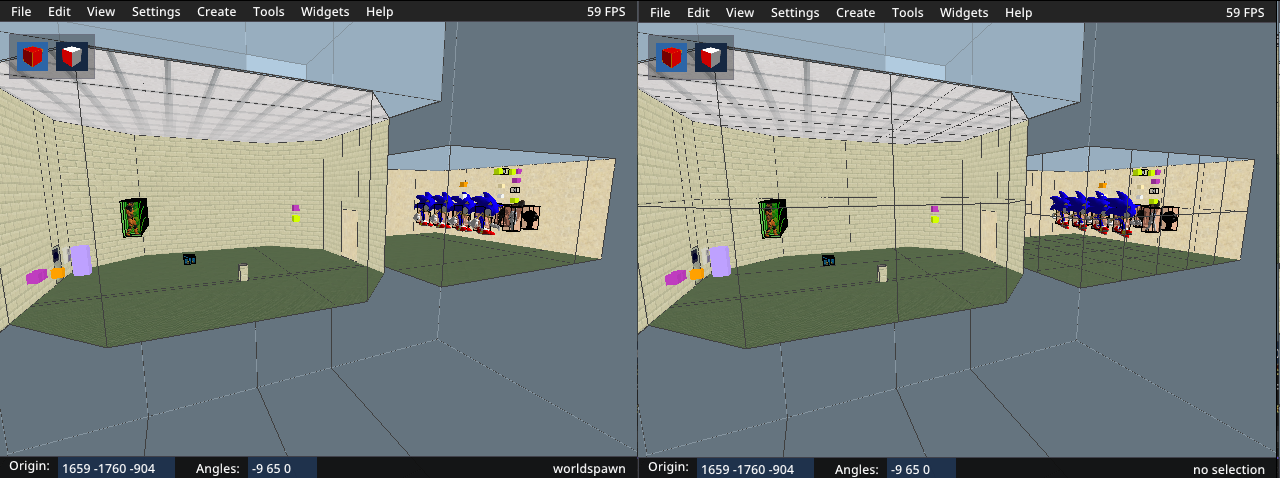 File Edit View Settings Create Tools Widgets Help 59 FPS
File Edit View Settings Create Tools Widgets Help 59 FPS
Origin: 1659 -1760 -904 Angles: -9 65 0 worldspawn
Origin: 1659 -1760 -904 Angles: -9 65 0 no selection